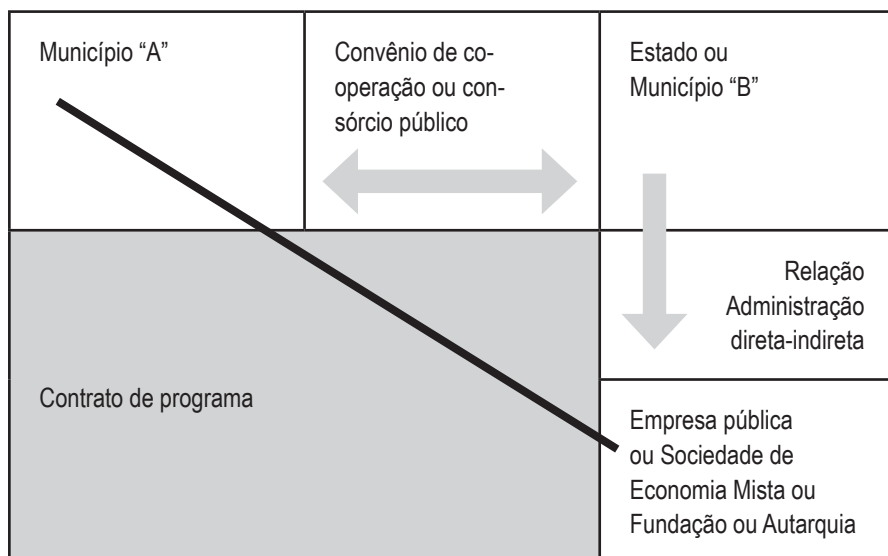 Município “A”
Convênio de co-
operação ou con-
sórcio público
Estado ou
Município “B”
Relação
Administração
direta-indireta
Contrato de programa
Empresa pública
ou Sociedade de
Economia Mista ou
Fundação ou Autarquia